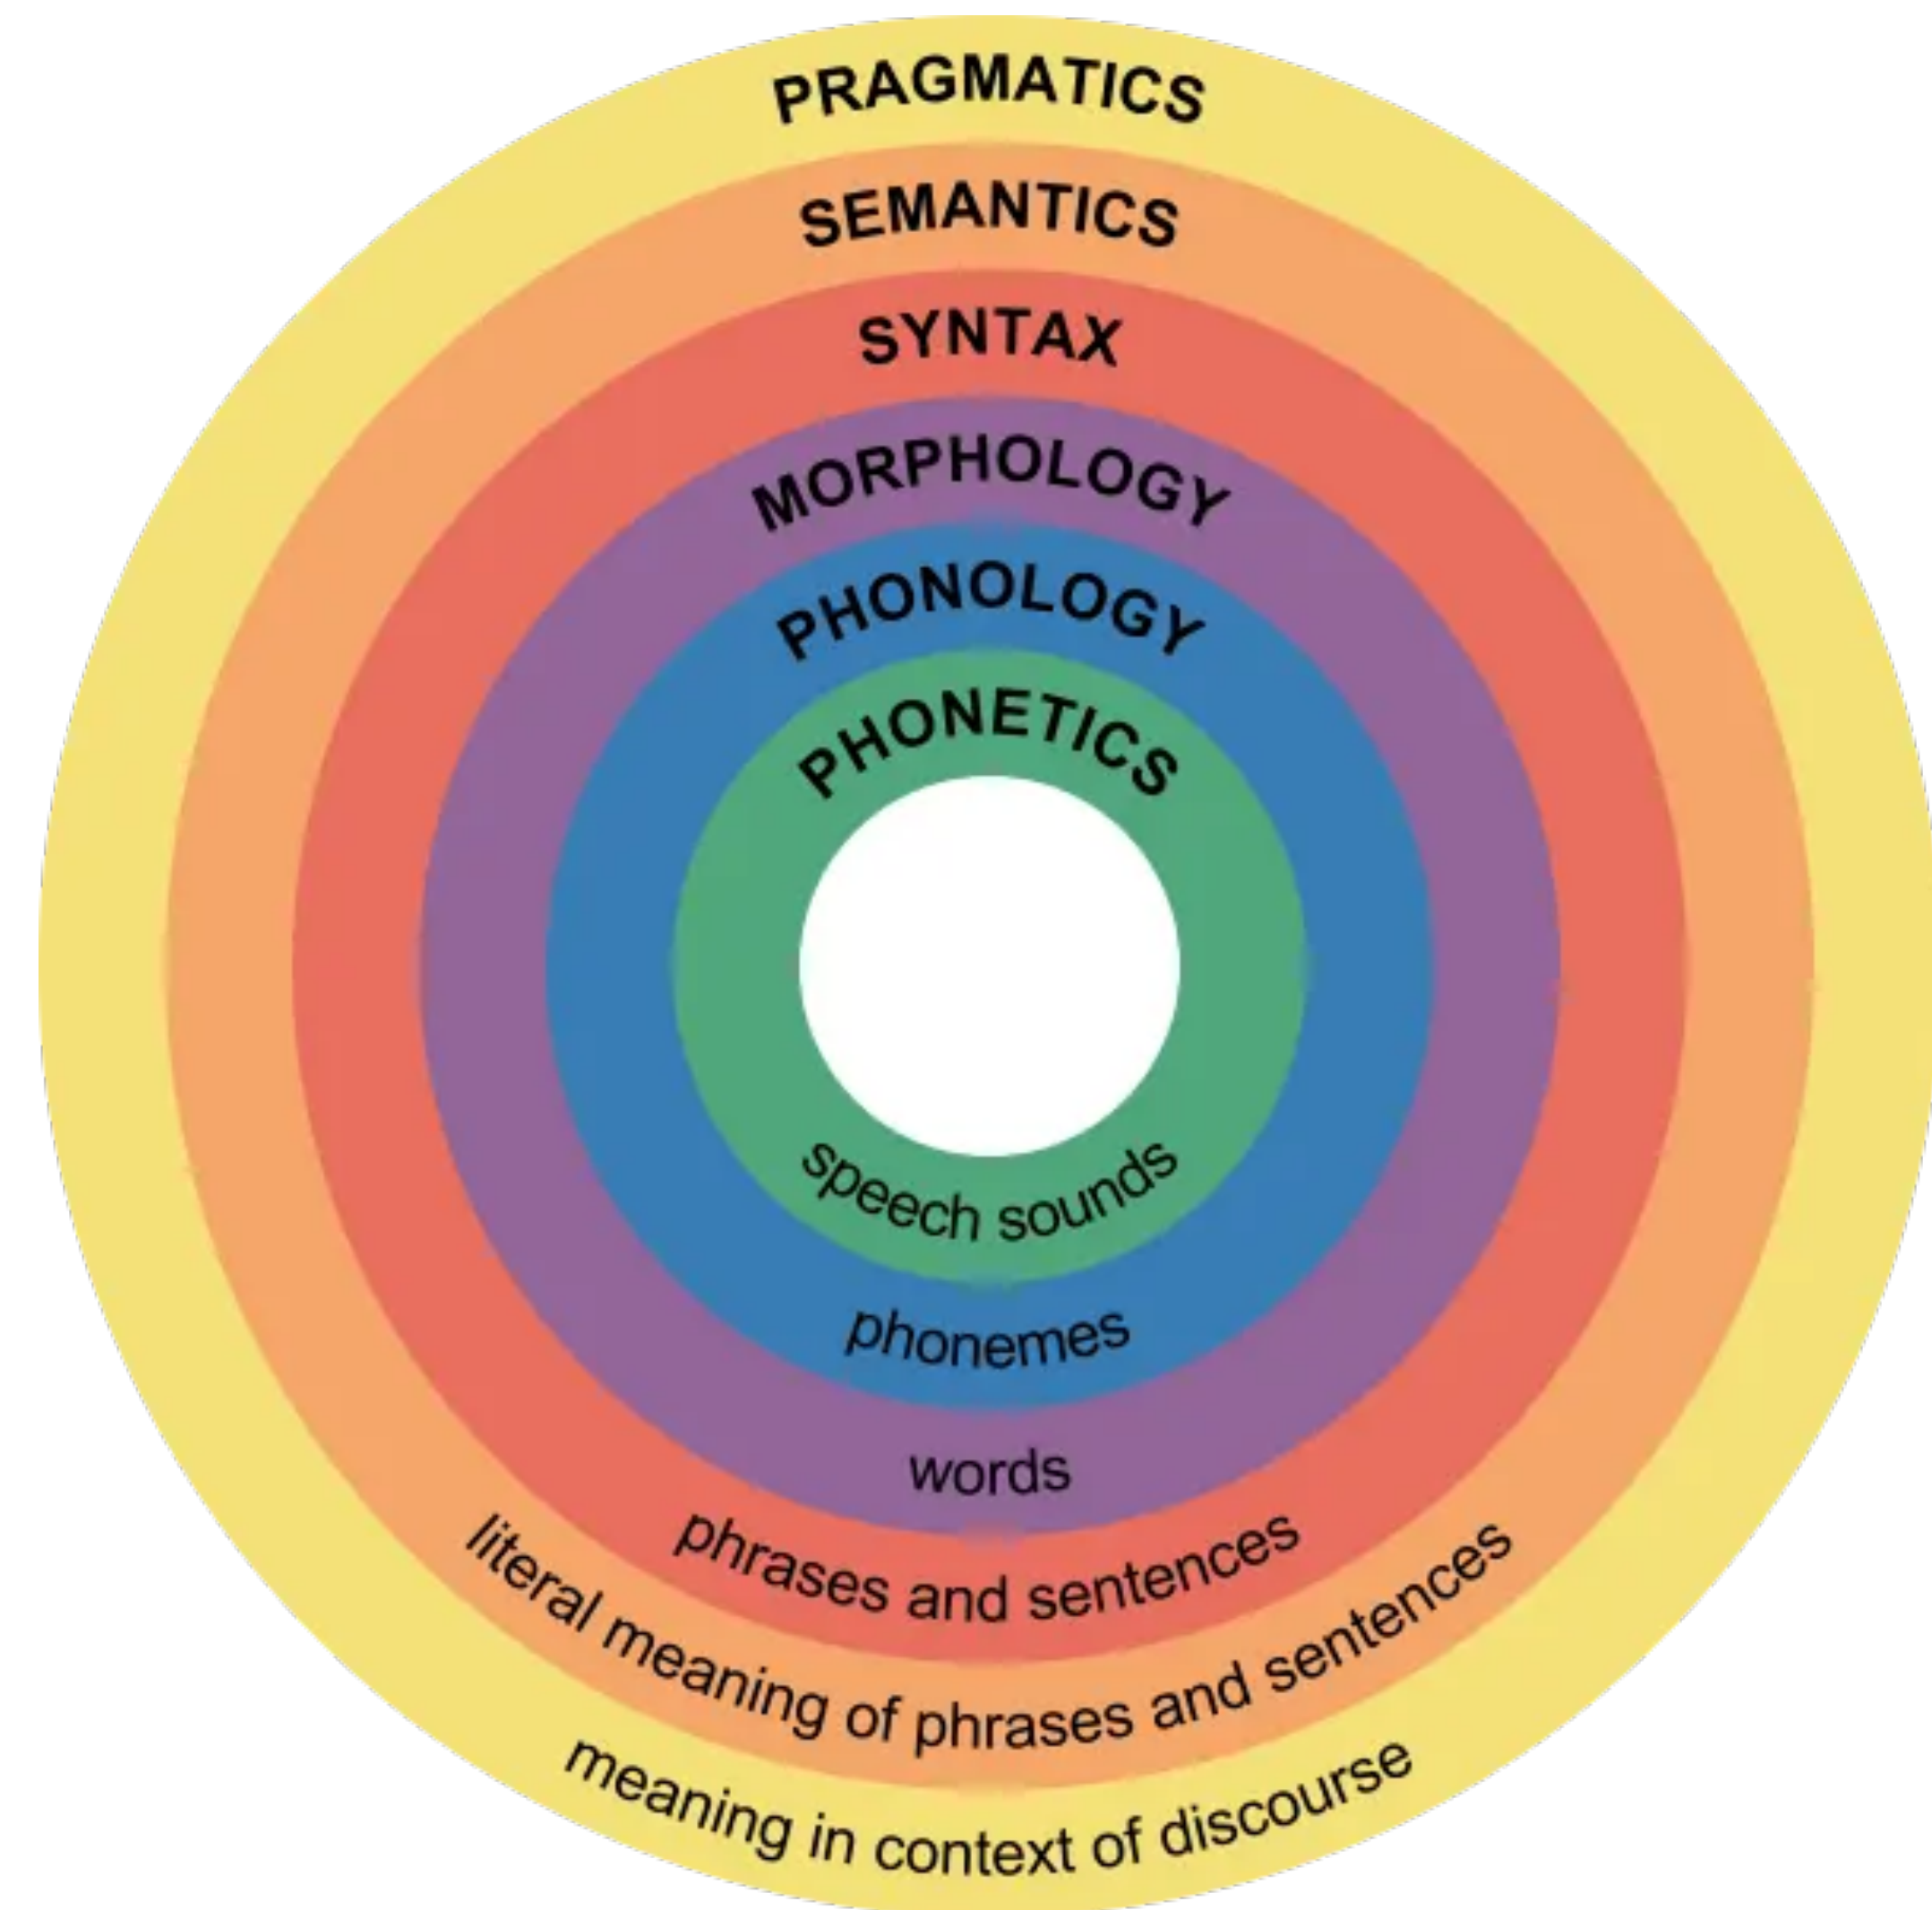 PRAGMATICS
SEMANTICS
SYNTAX
MORPHOLOGY
PHONOLOGY
PHONETICS
speech sounds
phonemes
words
phrases and sentences
literal meaning of phrases and sentences
meaning in context of discourse